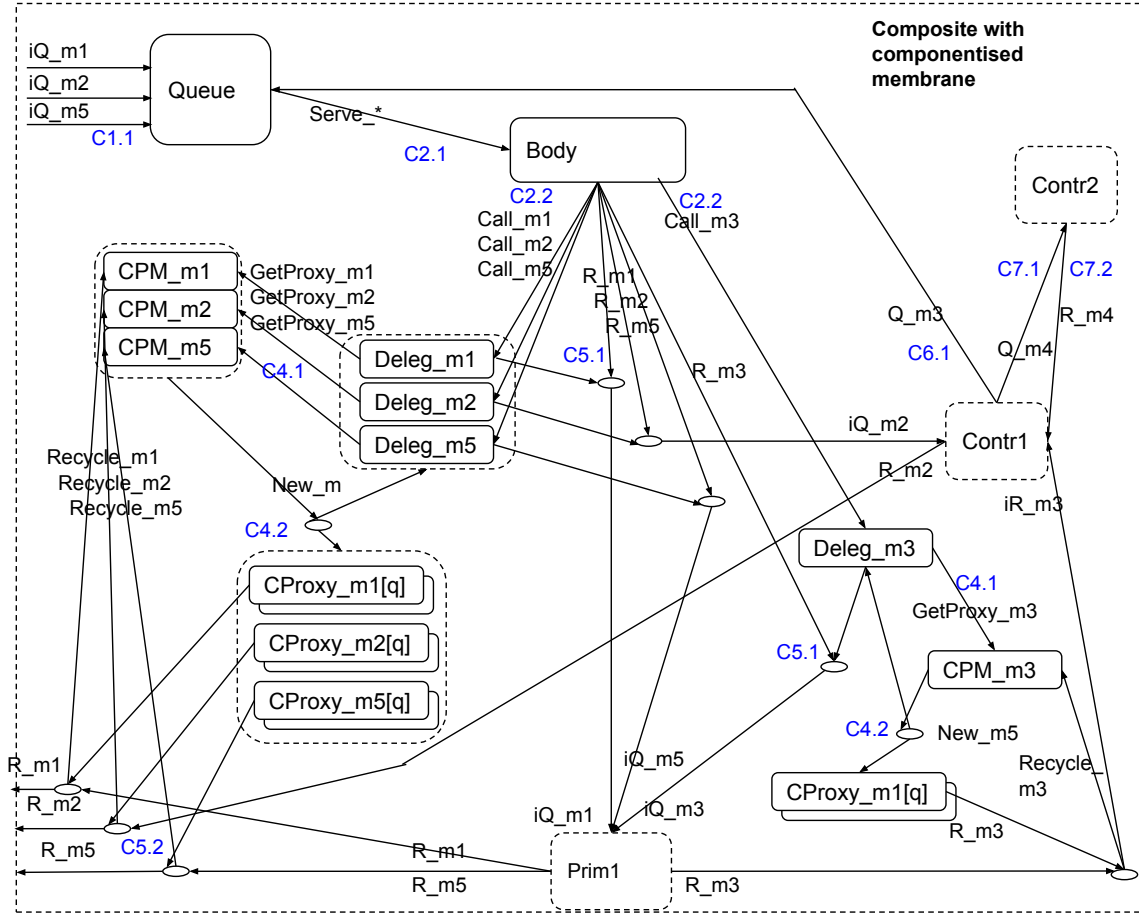 Composite with
componentised
membrane
iQ_m1
iQ_m2
iQ_m5
C1.1
Queue
Serve_*
C2.1
Body
C2.2
Call_m1
Call_m2
Call_m5
C2.2
Call_m3
Contr2
C7.1
C7.2
Q_m3
C6.1
R_m4
Q_m4
CPM_m1
CPM_m2
CPM_m5
GetProxy_m1
GetProxy_m2
GetProxy_m5
C4.1
R_m1
R_m2
R_m5
C5.1
R_m3
Deleg_m1
Deleg_m2
Deleg_m5
iQ_m2
Contr1
R_m2
iR_m3
Recycle_m1
Recycle_m2
Recycle_m5
New_m
C4.2
Deleg_m3
C4.1
GetProxy_m3
C5.1
CPM_m3
CProxy_m1[q]
CProxy_m2[q]
CProxy_m5[q]
C4.2
New_m5
Recycle_
m3
CProxy_m1[q]
R_m3
iQ_m5
iQ_m1
iQ_m3
R_m1
R_m2
R_m5
C5.2
R_m1
R_m5
Prim1
R_m3